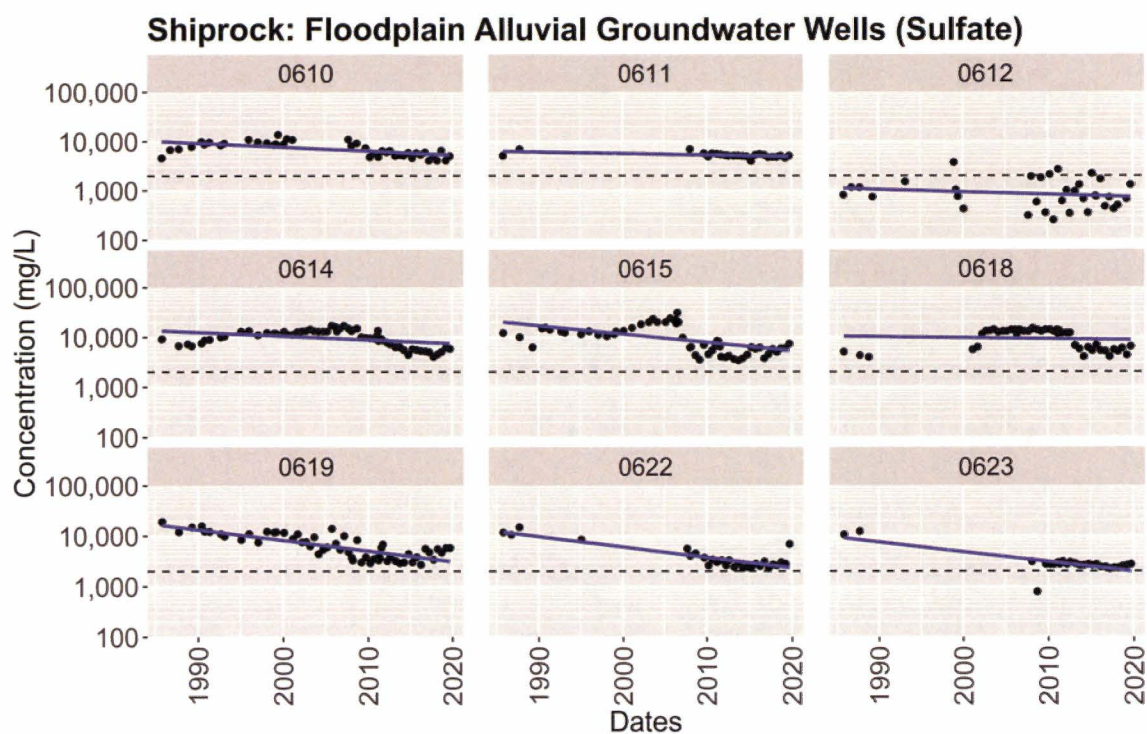 Shiprock: Floodplain Alluvial Groundwater Wells (Sulfate)
0610 0611 0612
100,000
10,000
1,000
100
0614 0615 0618
100,000
10,000
1,000
100
0619 0622 0623
100,000
10,000
1,000
100
Concentration (mg/L)
1990 2000 2010 2020 1990 2000 2010 2020 1990 2000 2010 2020
Dates